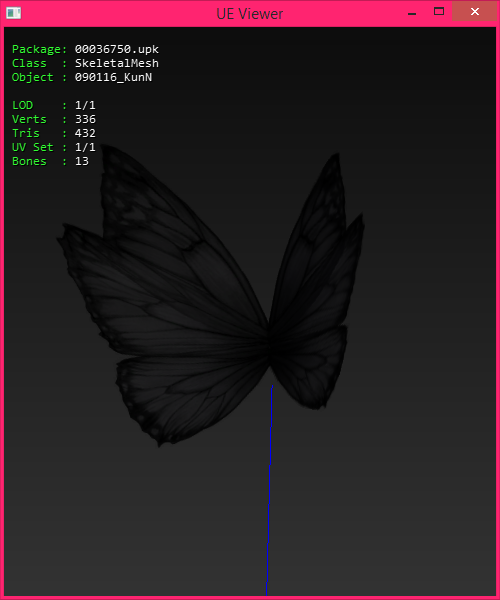 UE Viewer
Package: 00036750.upk
Class  : SkeletalMesh
Object : 090116_KunN
LOD    : 1/1
Verts  : 336
Tris   : 432
UV Set : 1/1
Bones  : 13